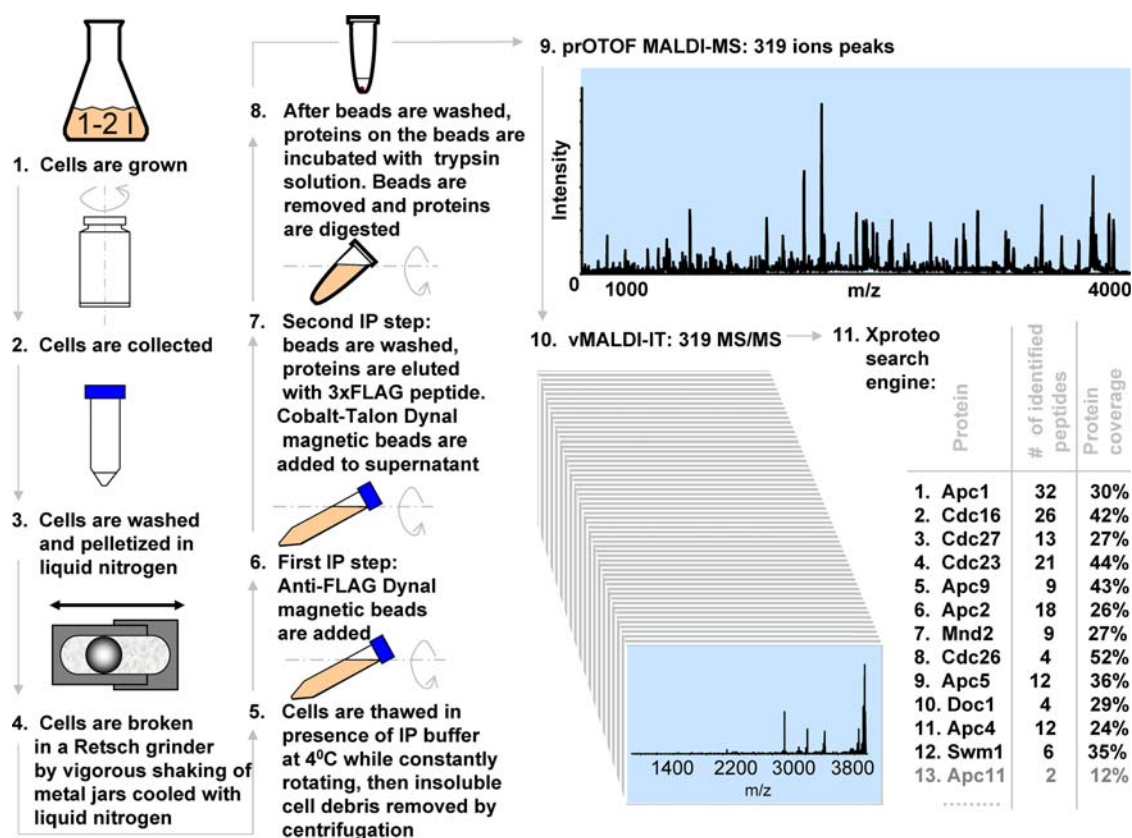 1-2 l
1. Cells are grown
2. Cells are collected
3. Cells are washed
and pelletized in
liquid nitrogen
4. Cells are broken
in a Retsch grinder
by vigorous shaking of
metal jars cooled with
liquid nitrogen
5. Cells are thawed in
presence of IP buffer
at 4⁰C while constantly
rotating, then insoluble
cell debris removed by
centrifugation
6. First IP step:
Anti-FLAG Dynal
magnetic beads
are added
7. Second IP step:
beads are washed,
proteins are eluted
with 3xFLAG peptide.
Cobalt-Talon Dynal
magnetic beads are
added to supernatant
8. After beads are washed,
proteins on the beads are
incubated with trypsin
solution. Beads are
removed and proteins
are digested
9. prOTOF MALDI-MS: 319 ions peaks
Intensity
0 1000 m/z 4000
10. vMALDI-IT: 319 MS/MS
1400 2200 3000 3800
m/z
11. Xproteo
search
engine:
Protein
# of identified
peptides
Protein
coverage
1. Apc1 32 30%
2. Cdc16 26 42%
3. Cdc27 13 27%
4. Cdc23 21 44%
5. Apc9 9 43%
6. Apc2 18 26%
7. Mnd2 9 27%
8. Cdc26 4 52%
9. Apc5 12 36%
10. Doc1 4 29%
11. Apc4 12 24%
12. Swm1 6 35%
13. Apc11 2 12%
.........